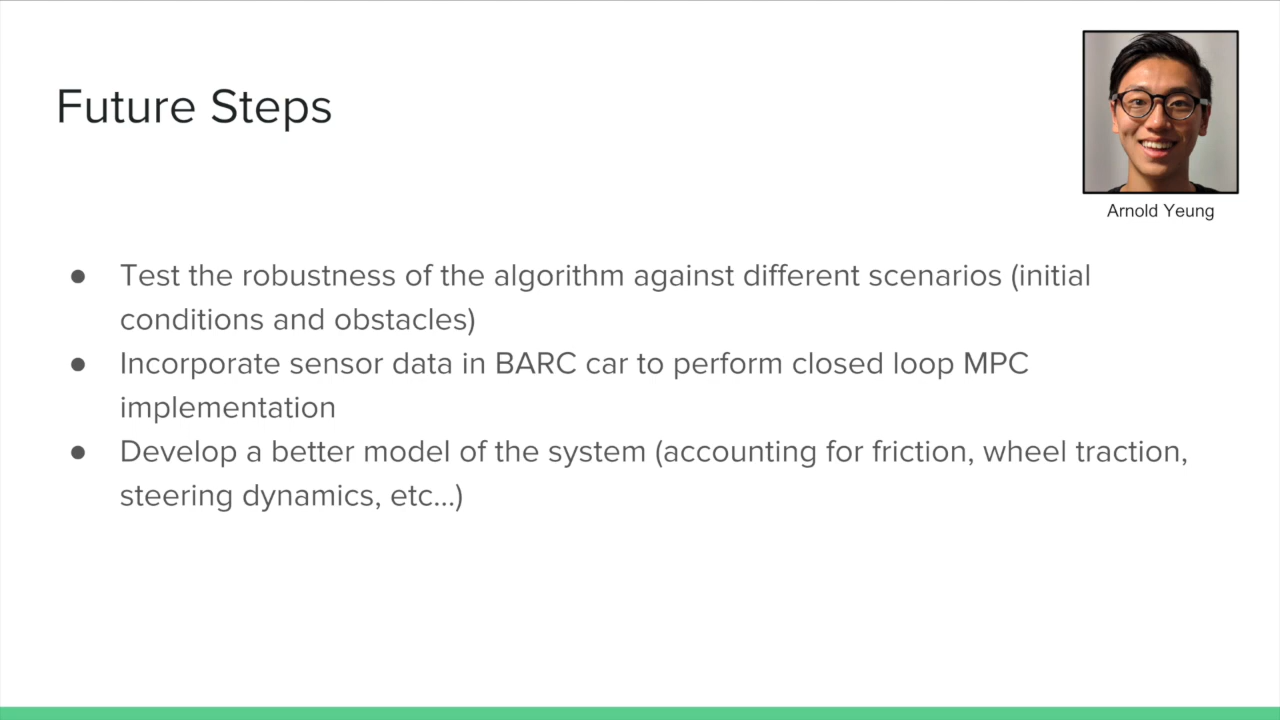 Future Steps
Arnold Yeung
● Test the robustness of the algorithm against different scenarios (initial
conditions and obstacles)
● Incorporate sensor data in BARC car to perform closed loop MPC
implementation
● Develop a better model of the system (accounting for friction, wheel traction,
steering dynamics, etc...)